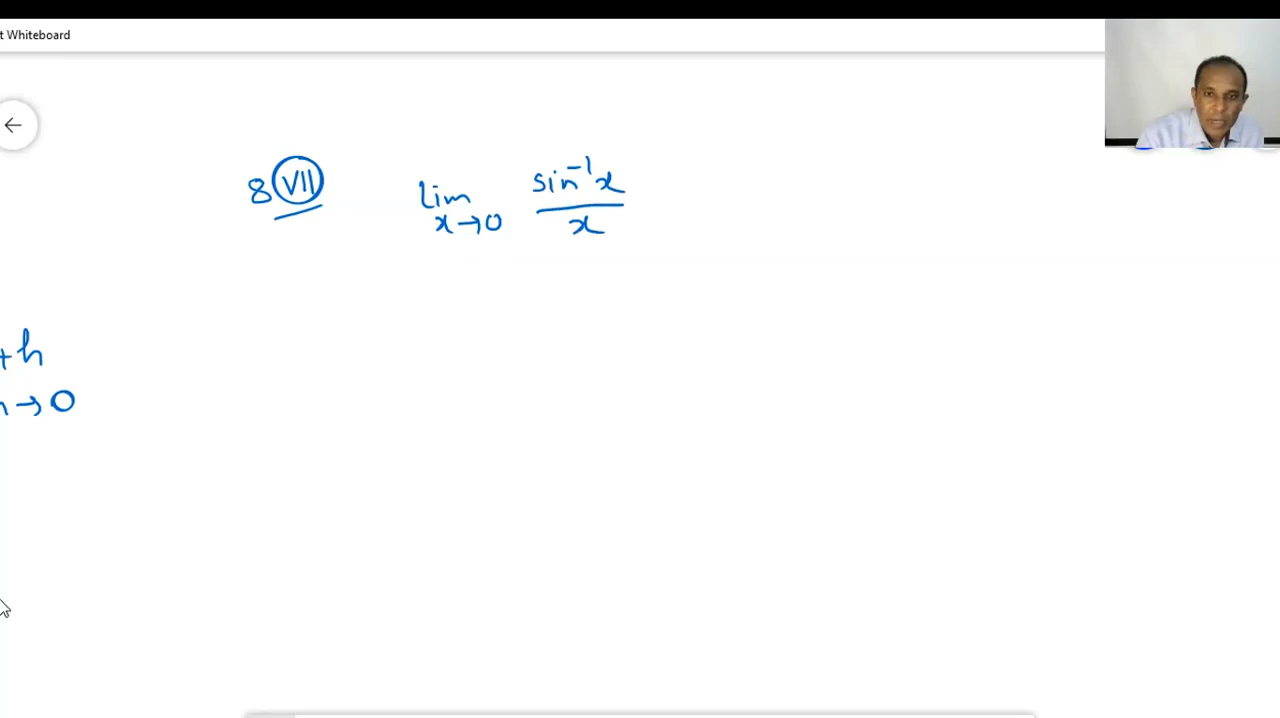 t Whiteboard
8 (VII) lim x→0 sin⁻¹x / x
+h
→0